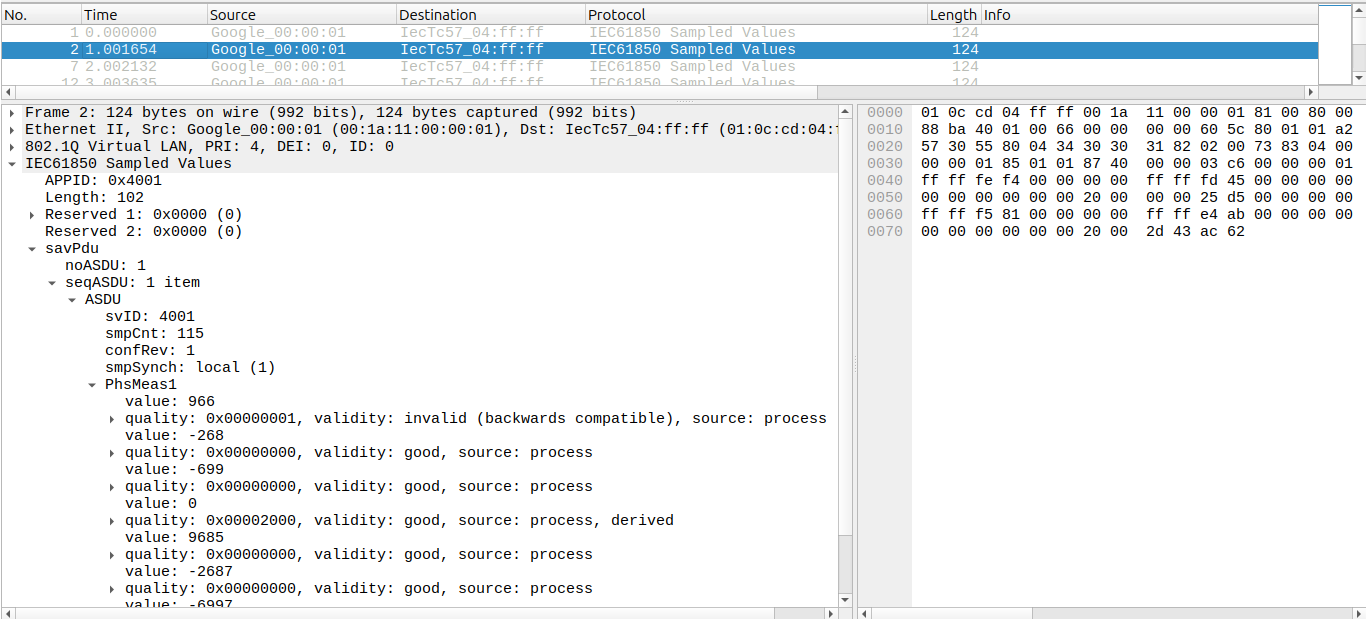 No. Time Source Destination Protocol Length Info
1 0.000000 Google_00:00:01 IecTc57_04:ff:ff IEC61850 Sampled Values 124
2 1.001654 Google_00:00:01 IecTc57_04:ff:ff IEC61850 Sampled Values 124
7 2.002132 Google_00:00:01 IecTc57_04:ff:ff IEC61850 Sampled Values 124
12 3.003635 Google_00:00:01 IecTc57_04:ff:ff IEC61850 Sampled Values 124
Frame 2: 124 bytes on wire (992 bits), 124 bytes captured (992 bits)
Ethernet II, Src: Google_00:00:01 (00:1a:11:00:00:01), Dst: IecTc57_04:ff:ff (01:0c:cd:04:
802.1Q Virtual LAN, PRI: 4, DEI: 0, ID: 0
IEC61850 Sampled Values
APPID: 0x4001
Length: 102
Reserved 1: 0x0000 (0)
Reserved 2: 0x0000 (0)
savPdu
noASDU: 1
seqASDU: 1 item
ASDU
svID: 4001
smpCnt: 115
confRev: 1
smpSynch: local (1)
PhsMeas1
value: 966
quality: 0x00000001, validity: invalid (backwards compatible), source: process
value: -268
quality: 0x00000000, validity: good, source: process
value: -699
quality: 0x00000000, validity: good, source: process
value: 0
quality: 0x00002000, validity: good, source: process, derived
value: 9685
quality: 0x00000000, validity: good, source: process
value: -2687
quality: 0x00000000, validity: good, source: process
value: -6997
0000 01 0c cd 04 ff ff 00 1a 11 00 00 01 81 00 80 00
0010 88 ba 40 01 00 66 00 00 00 00 60 5c 80 01 01 a2
0020 57 30 55 80 04 34 30 30 31 82 02 00 73 83 04 00
0030 00 00 01 85 01 01 87 40 00 00 03 c6 00 00 00 01
0040 ff ff fe f4 00 00 00 00 ff ff fd 45 00 00 00 00
0050 00 00 00 00 00 00 20 00 00 00 25 d5 00 00 00 00
0060 ff ff f5 81 00 00 00 00 ff ff e4 ab 00 00 00 00
0070 00 00 00 00 00 00 20 00 2d 43 ac 62